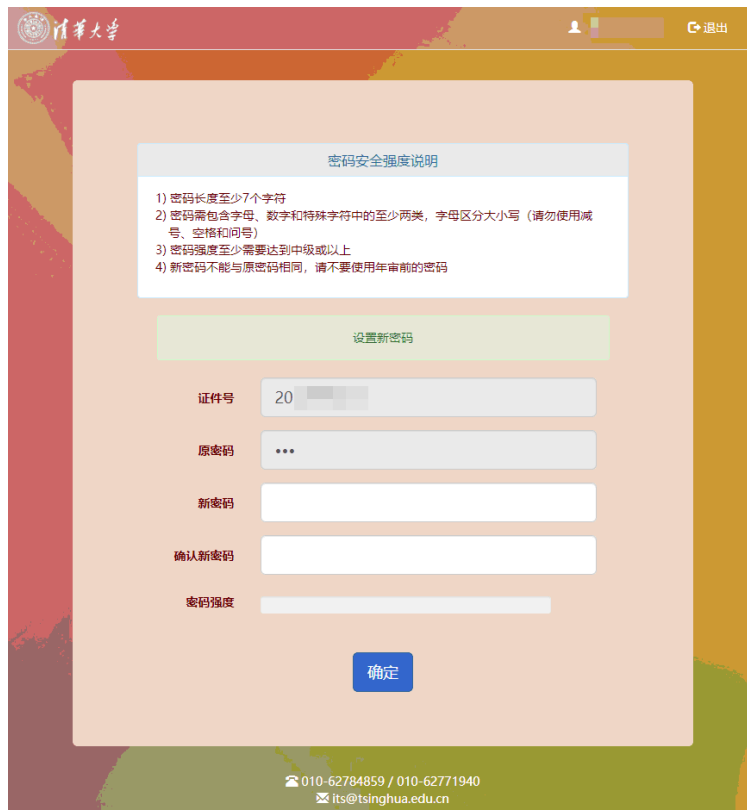 清华大学
退出
密码安全强度说明
1) 密码长度至少7个字符
2) 密码需包含字母、数字和特殊字符中的至少两类，字母区分大小写（请勿使用减
号、空格和问号）
3) 密码强度至少需要达到中级或以上
4) 新密码不能与原密码相同，请不要使用年审前的密码
设置新密码
证件号 20
原密码 •••
新密码
确认新密码
密码强度
确定
010-62784859 / 010-62771940
its@tsinghua.edu.cn